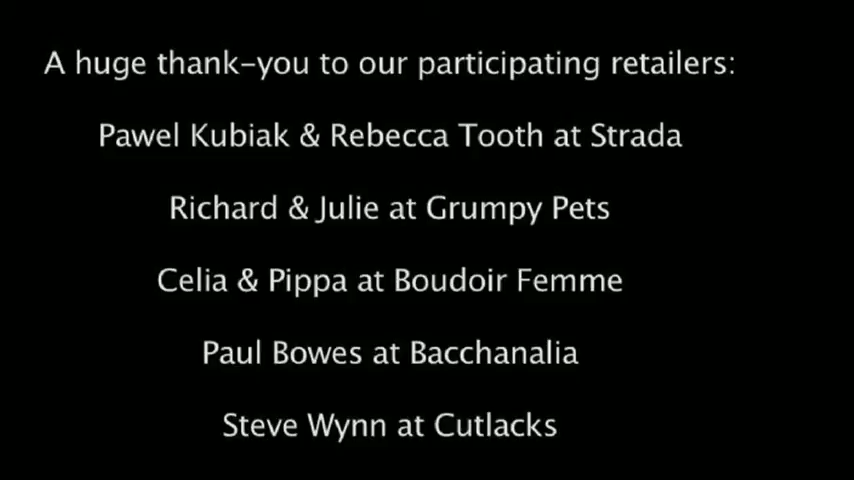 A huge thank-you to our participating retailers:
Pawel Kubiak & Rebecca Tooth at Strada
Richard & Julie at Grumpy Pets
Celia & Pippa at Boudoir Femme
Paul Bowes at Bacchanalia
Steve Wynn at Cutlacks